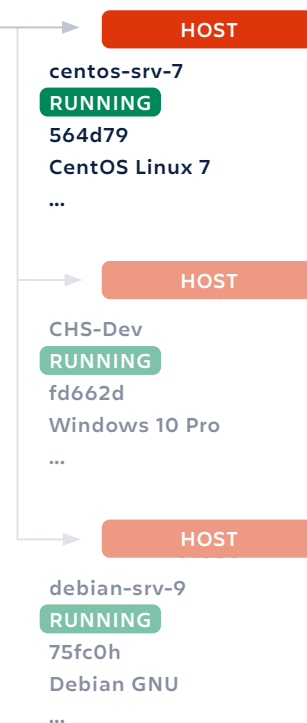 HOST
centos-srv-7
RUNNING
564d79
CentOS Linux 7
...
HOST
CHS-Dev
RUNNING
fd662d
Windows 10 Pro
...
HOST
debian-srv-9
RUNNING
75fc0h
Debian GNU
...